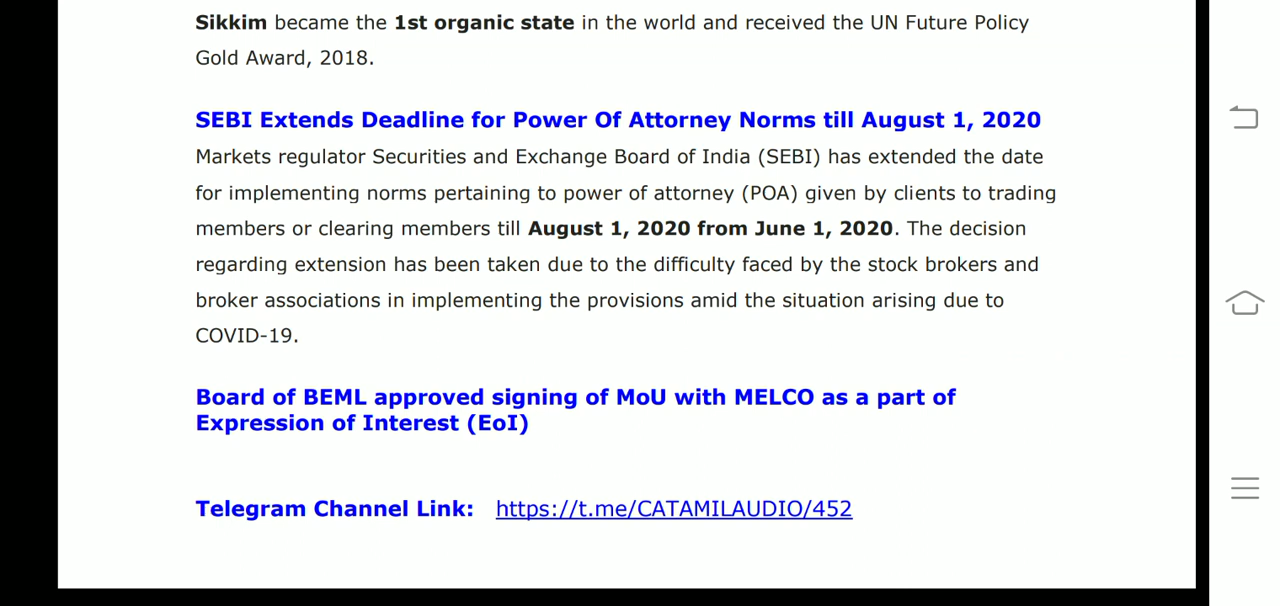 Sikkim became the 1st organic state in the world and received the UN Future Policy
Gold Award, 2018.
SEBI Extends Deadline for Power Of Attorney Norms till August 1, 2020
Markets regulator Securities and Exchange Board of India (SEBI) has extended the date
for implementing norms pertaining to power of attorney (POA) given by clients to trading
members or clearing members till August 1, 2020 from June 1, 2020. The decision
regarding extension has been taken due to the difficulty faced by the stock brokers and
broker associations in implementing the provisions amid the situation arising due to
COVID-19.
Board of BEML approved signing of MoU with MELCO as a part of
Expression of Interest (EoI)
Telegram Channel Link: https://t.me/CATAMILAUDIO/452